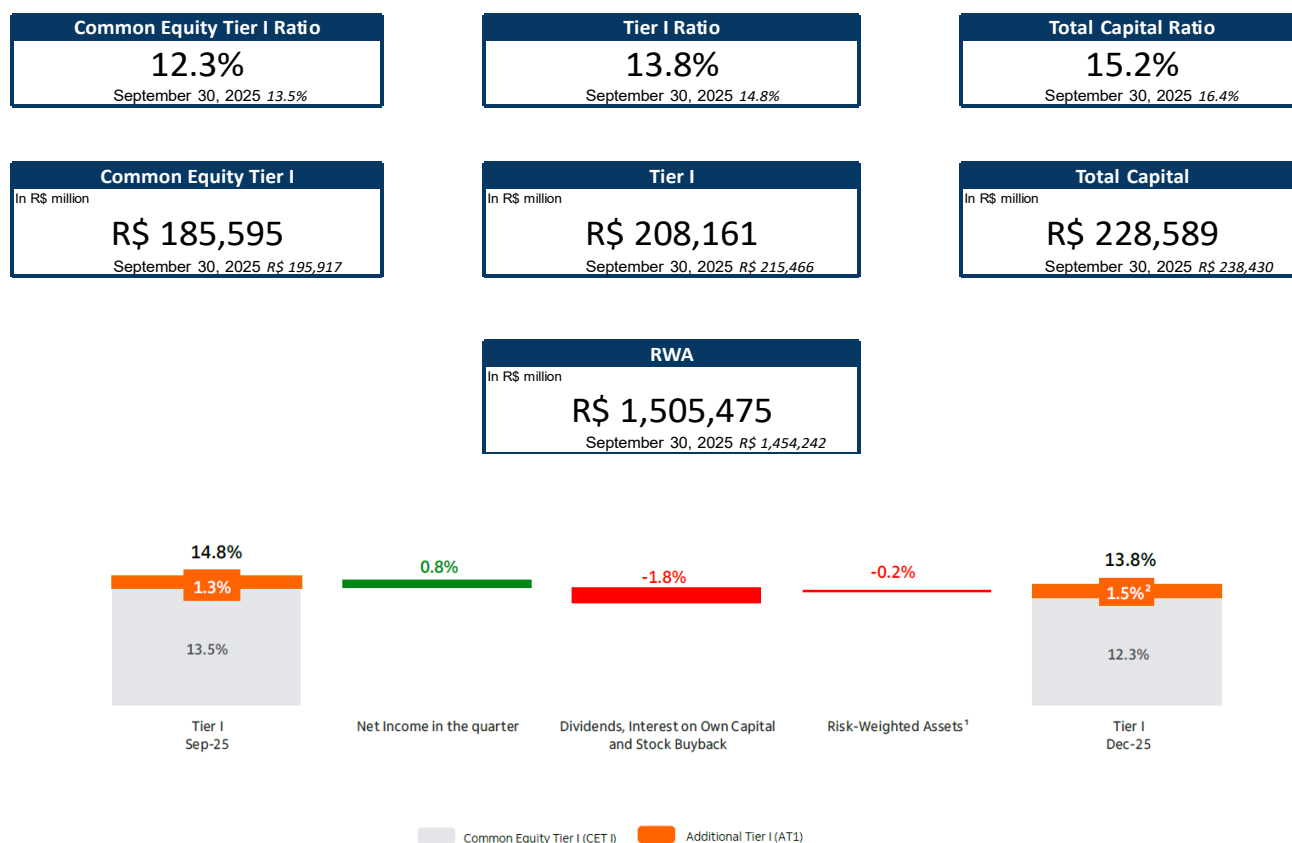 Common Equity Tier I Ratio
12.3%
September 30, 2025 13.5%
Tier I Ratio
13.8%
September 30, 2025 14.8%
Total Capital Ratio
15.2%
September 30, 2025 16.4%
Common Equity Tier I
In R$ million
R$ 185,595
September 30, 2025 R$ 195,917
Tier I
In R$ million
R$ 208,161
September 30, 2025 R$ 215,466
Total Capital
In R$ million
R$ 228,589
September 30, 2025 R$ 238,430
RWA
In R$ million
R$ 1,505,475
September 30, 2025 R$ 1,454,242
14.8%
1.3%
13.5%
Tier I
Sep-25
0.8%
Net Income in the quarter
-1.8%
Dividends, Interest on Own Capital
and Stock Buyback
-0.2%
Risk-Weighted Assets¹
13.8%
1.5%²
12.3%
Tier I
Dec-25
Common Equity Tier I (CET I)
Additional Tier I (AT1)